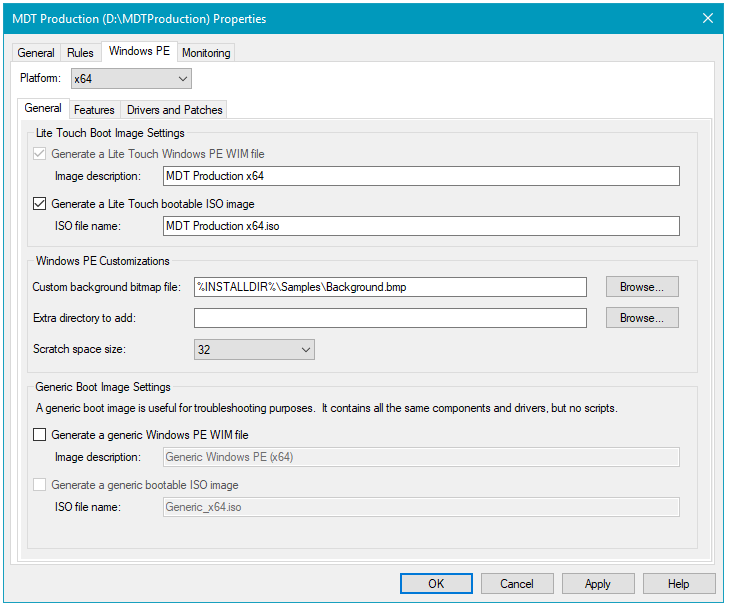 MDT Production (D:\MDTProduction) Properties
General Rules Windows PE Monitoring
Platform: x64
General Features Drivers and Patches
Lite Touch Boot Image Settings
Generate a Lite Touch Windows PE WIM file
Image description: MDT Production x64
Generate a Lite Touch bootable ISO image
ISO file name: MDT Production x64.iso
Windows PE Customizations
Custom background bitmap file: %INSTALLDIR%\Samples\Background.bmp Browse...
Extra directory to add: Browse...
Scratch space size: 32
Generic Boot Image Settings
A generic boot image is useful for troubleshooting purposes. It contains all the same components and drivers, but no scripts.
Generate a generic Windows PE WIM file
Image description: Generic Windows PE (x64)
Generate a generic bootable ISO image
ISO file name: Generic_x64.iso
OK Cancel Apply Help